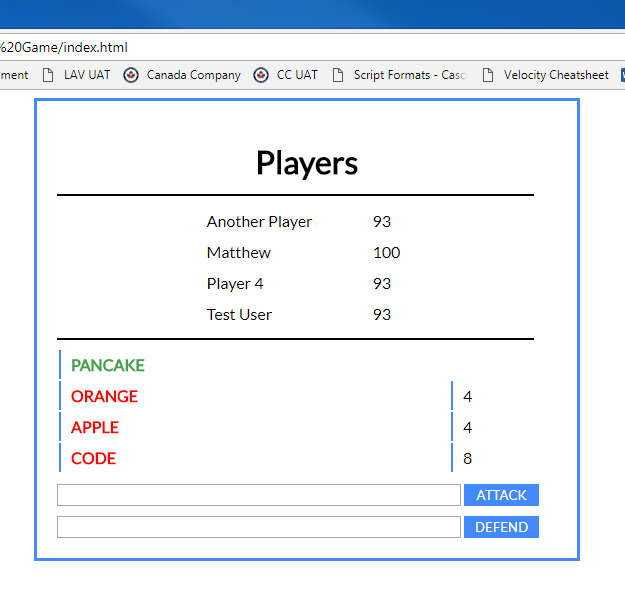 %20Game/index.html
ment LAV UAT Canada Company CC UAT Script Formats - Casc Velocity Cheatsheet
Players
Another Player 93
Matthew 100
Player 4 93
Test User 93
PANCAKE
ORANGE 4
APPLE 4
CODE 8
ATTACK
DEFEND